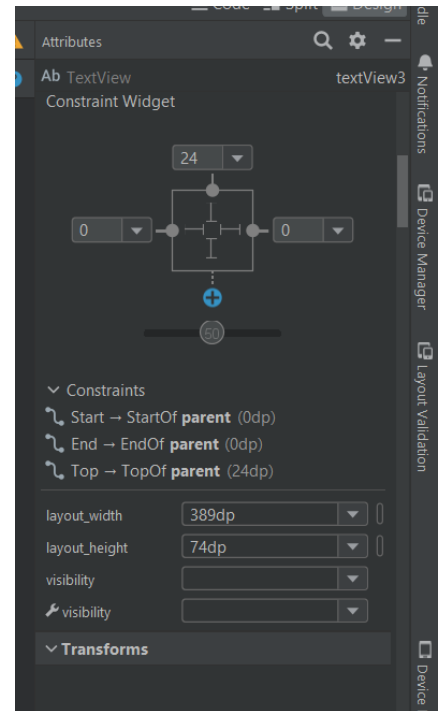 Code Split Design
Attributes
Ab TextView textView3
Constraint Widget
24
0
0
50
Constraints
Start → StartOf parent (0dp)
End → EndOf parent (0dp)
Top → TopOf parent (24dp)
layout_width 389dp
layout_height 74dp
visibility
visibility
Transforms
dle
Notifications
Device Manager
Layout Validation
Device